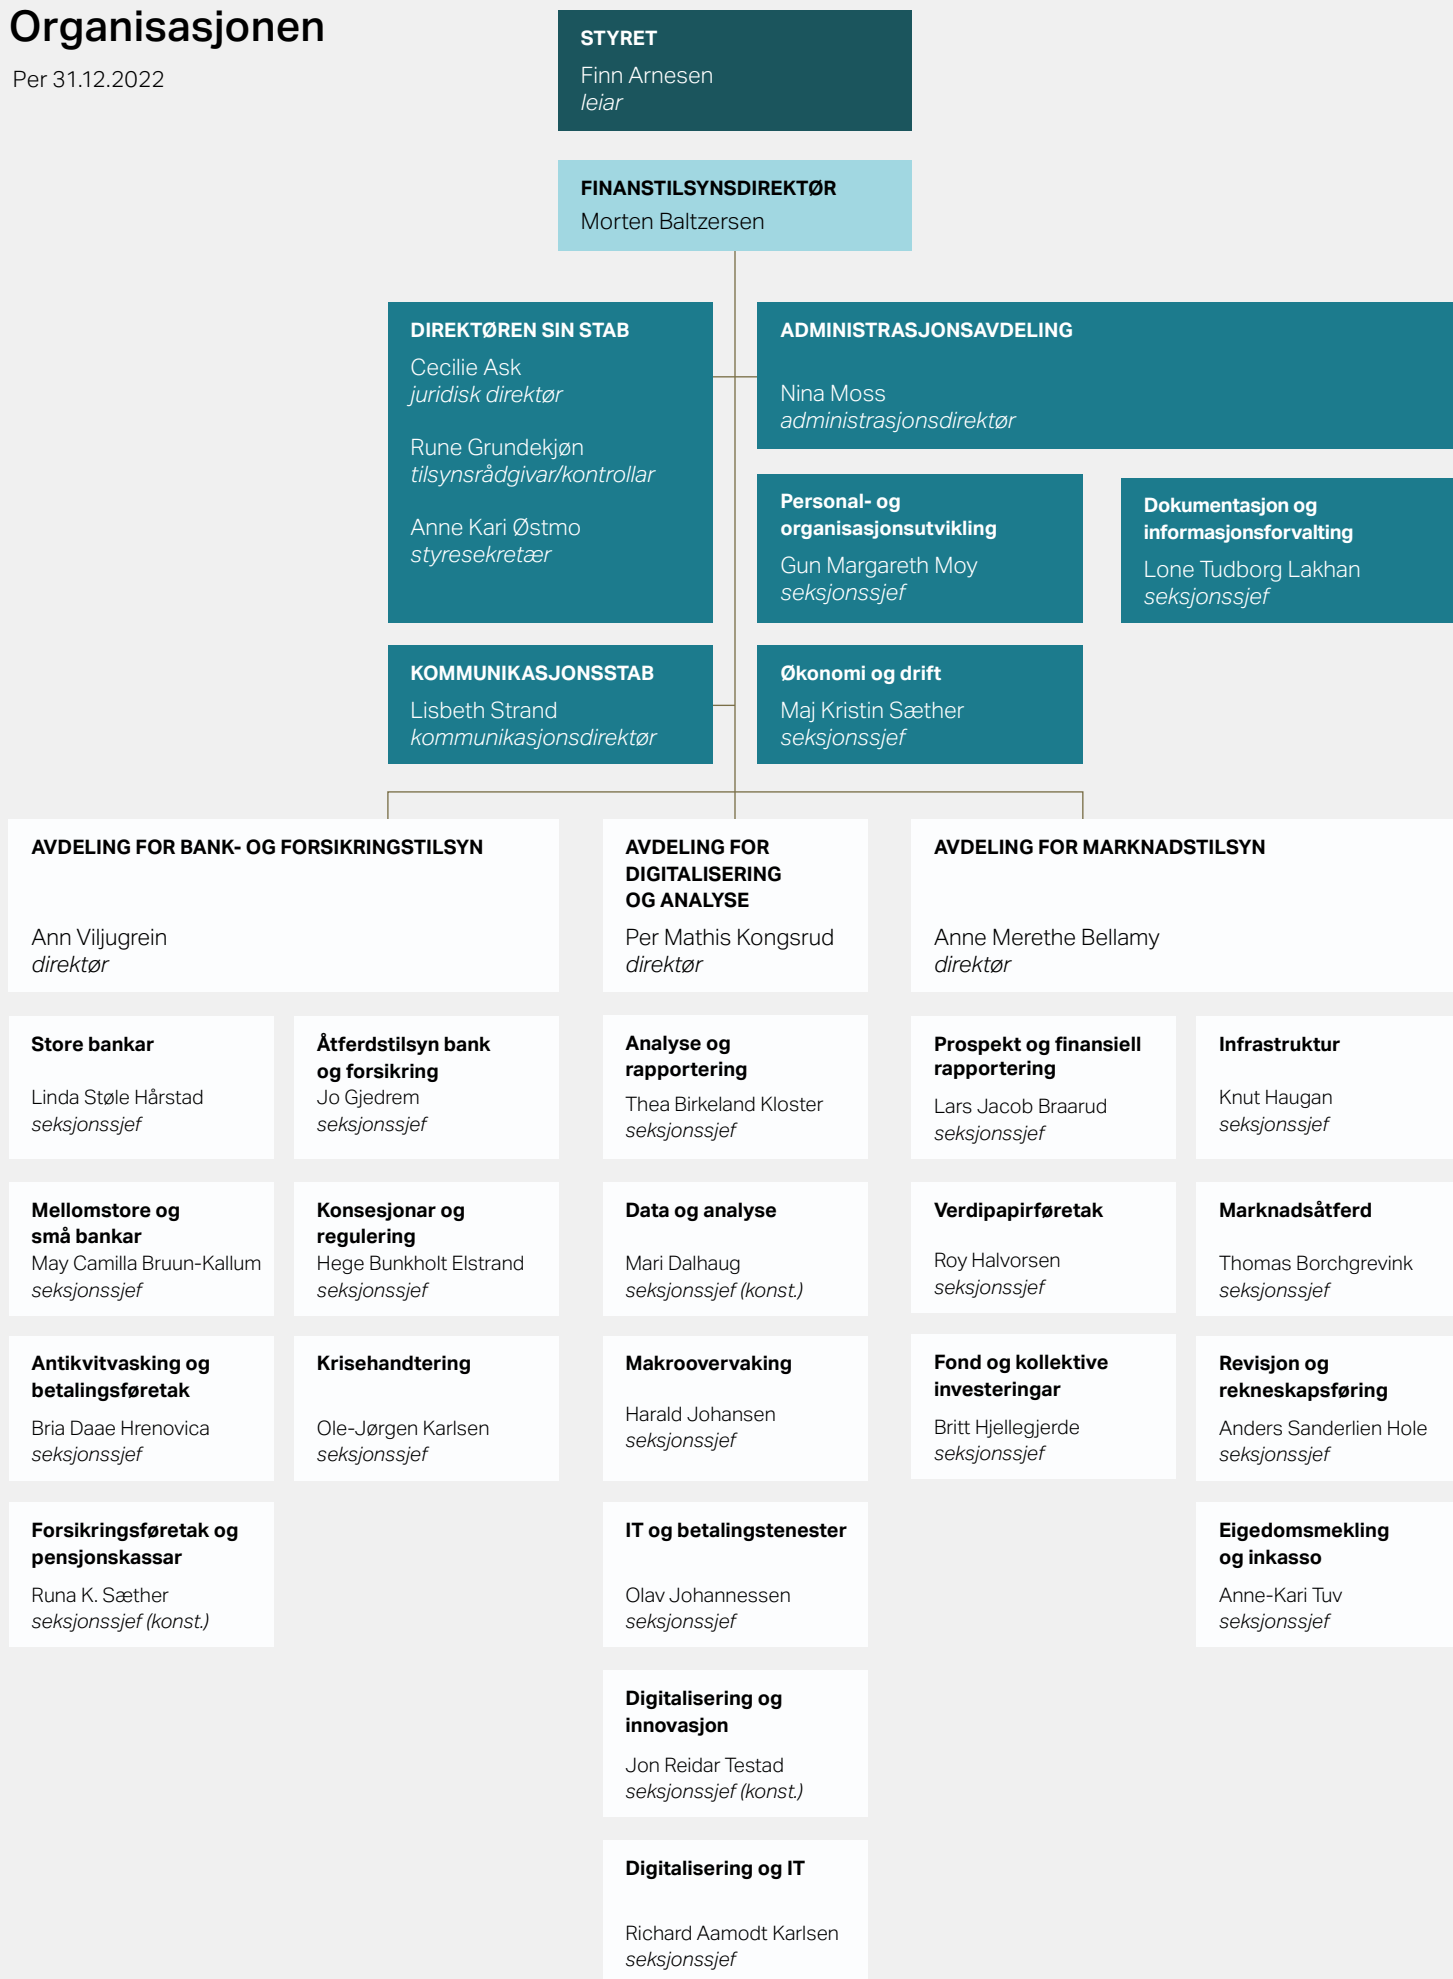 Organisasjonen
Per 31.12.2022
STYRET
Finn Arnesen
leiar
FINANSTILSYNSDIREKTØR
Morten Baltzersen
DIREKTØREN SIN STAB
Cecilie Ask
juridisk direktør
Rune Grundekjøn
tilsynsrådgivar/kontrollar
Anne Kari Østmo
styresekretær
ADMINISTRASJONSAVDELING
Nina Moss
administrasjonsdirektør
Personal- og
organisasjonsutvikling
Gun Margareth Moy
seksjonssjef
Dokumentasjon og
informasjonsforvalting
Lone Tudborg Lakhan
seksjonssjef
KOMMUNIKASJONSSTAB
Lisbeth Strand
kommunikasjonsdirektør
Økonomi og drift
Maj Kristin Sæther
seksjonssjef
AVDELING FOR BANK- OG FORSIKRINGSTILSYN
Ann Viljugrein
direktør
AVDELING FOR
DIGITALISERING
OG ANALYSE
Per Mathis Kongsrud
direktør
AVDELING FOR MARKNADSTILSYN
Anne Merethe Bellamy
direktør
Store bankar
Linda Støle Hårstad
seksjonssjef
Åtferdstilsyn bank
og forsikring
Jo Gjedrem
seksjonssjef
Analyse og
rapportering
Thea Birkeland Kloster
seksjonssjef
Prospekt og finansiell
rapportering
Lars Jacob Braarud
seksjonssjef
Infrastruktur
Knut Haugan
seksjonssjef
Mellomstore og
små bankar
May Camilla Bruun-Kallum
seksjonssjef
Konsesjonar og
regulering
Hege Bunkholt Elstrand
seksjonssjef
Data og analyse
Mari Dalhaug
seksjonssjef (konst.)
Verdipapirføretak
Roy Halvorsen
seksjonssjef
Marknadsåtferd
Thomas Borchgrevink
seksjonssjef
Antikvitvasking og
betalingsføretak
Bria Daae Hrenovica
seksjonssjef
Krisehandtering
Ole-Jørgen Karlsen
seksjonssjef
Makroovervaking
Harald Johansen
seksjonssjef
Fond og kollektive
investeringar
Britt Hjellegjerde
seksjonssjef
Revisjon og
rekneskapsføring
Anders Sanderlien Hole
seksjonssjef
Forsikringsføretak og
pensjonskassar
Runa K. Sæther
seksjonssjef (konst.)
IT og betalingstenester
Olav Johannessen
seksjonssjef
Eigedomsmekling
og inkasso
Anne-Kari Tuv
seksjonssjef
Digitalisering og
innovasjon
Jon Reidar Testad
seksjonssjef (konst.)
Digitalisering og IT
Richard Aamodt Karlsen
seksjonssjef